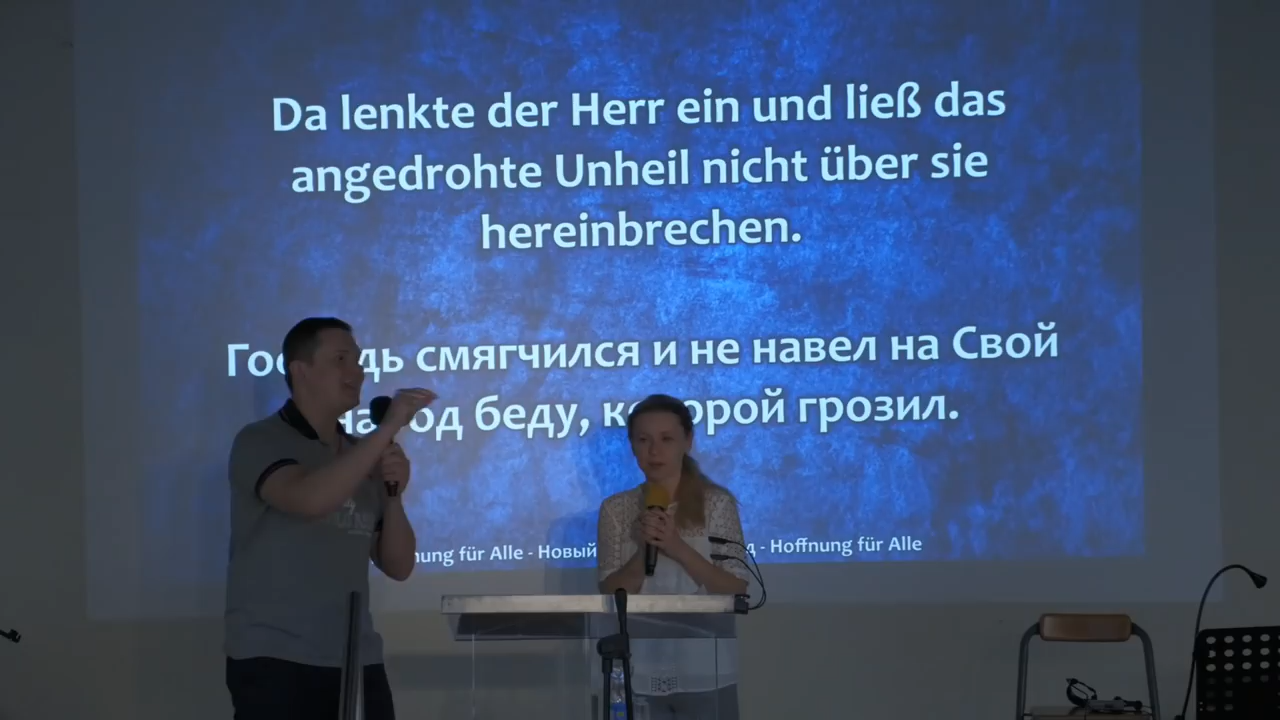 Da lenkte der Herr ein und ließ das
angedrohte Unheil nicht über sie
hereinbrechen.
смягчился и не навел на Свой
беду, грозил.
für Alle - Новый - Hoffnung für Alle